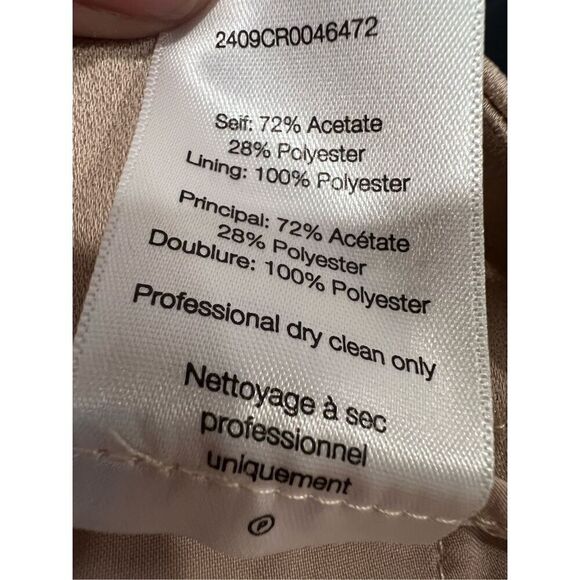 2409CR0046472
Self: 72% Acetate
28% Polyester
Lining: 100% Polyester
Principal: 72% Acétate
28% Polyester
Doublure: 100% Polyester
Professional dry clean only
Nettoyage à sec
professionnel
uniquement
P